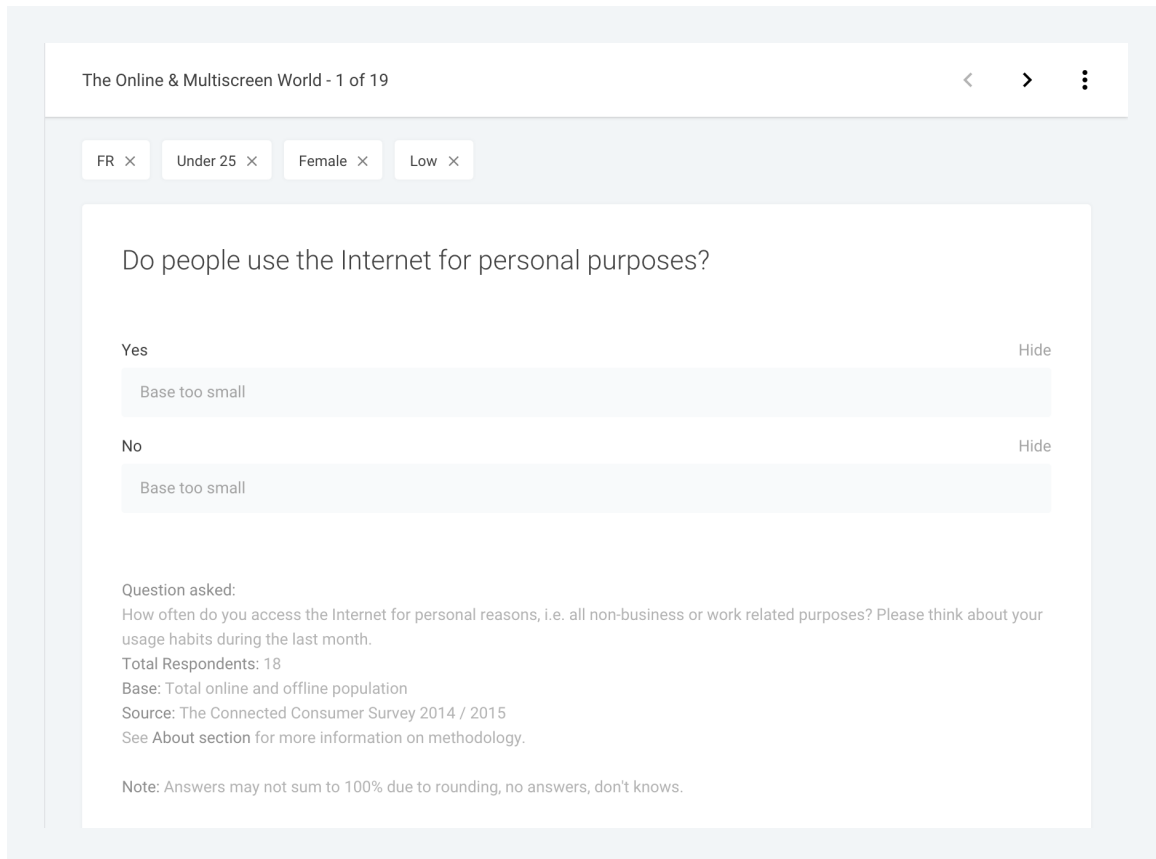 The Online & Multiscreen World - 1 of 19
FR
Under 25
Female
Low
Do people use the Internet for personal purposes?
Yes
Hide
Base too small
No
Hide
Base too small
Question asked:
How often do you access the Internet for personal reasons, i.e. all non-business or work related purposes? Please think about your
usage habits during the last month.
Total Respondents: 18
Base: Total online and offline population
Source: The Connected Consumer Survey 2014 / 2015
See About section for more information on methodology.
Note: Answers may not sum to 100% due to rounding, no answers, don't knows.